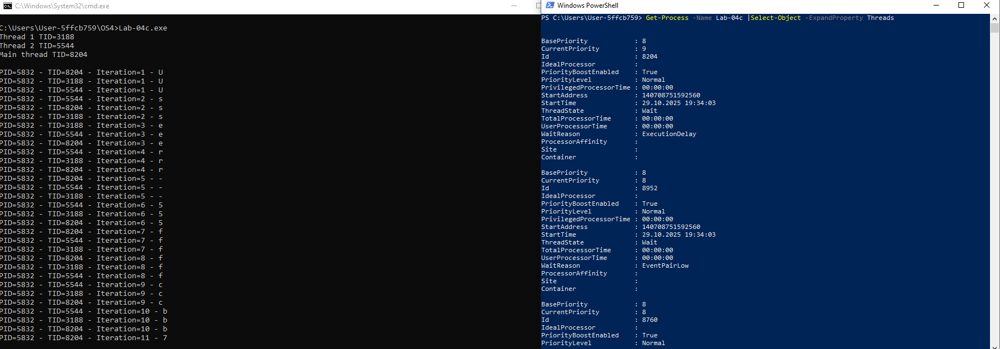 C:\Windows\System32\cmd.exe
C:\Users\User-5ffcb759\OS4>Lab-04c.exe
Thread 1 TID=3188
Thread 2 TID=5544
Main thread TID=8204
PID=5832 - TID=8204 - Iteration=1 - U
PID=5832 - TID=3188 - Iteration=1 - U
PID=5832 - TID=5544 - Iteration=1 - U
PID=5832 - TID=5544 - Iteration=2 - s
PID=5832 - TID=8204 - Iteration=2 - s
PID=5832 - TID=3188 - Iteration=2 - s
PID=5832 - TID=3188 - Iteration=3 - e
PID=5832 - TID=5544 - Iteration=3 - e
PID=5832 - TID=8204 - Iteration=3 - e
PID=5832 - TID=5544 - Iteration=4 - r
PID=5832 - TID=3188 - Iteration=4 - r
PID=5832 - TID=8204 - Iteration=4 - r
PID=5832 - TID=8204 - Iteration=5 - -
PID=5832 - TID=5544 - Iteration=5 - -
PID=5832 - TID=3188 - Iteration=5 - -
PID=5832 - TID=5544 - Iteration=6 - 5
PID=5832 - TID=3188 - Iteration=6 - 5
PID=5832 - TID=8204 - Iteration=6 - 5
PID=5832 - TID=8204 - Iteration=7 - f
PID=5832 - TID=5544 - Iteration=7 - f
PID=5832 - TID=3188 - Iteration=7 - f
PID=5832 - TID=8204 - Iteration=8 - f
PID=5832 - TID=3188 - Iteration=8 - f
PID=5832 - TID=5544 - Iteration=8 - f
PID=5832 - TID=5544 - Iteration=9 - c
PID=5832 - TID=3188 - Iteration=9 - c
PID=5832 - TID=8204 - Iteration=9 - c
PID=5832 - TID=5544 - Iteration=10 - b
PID=5832 - TID=3188 - Iteration=10 - b
PID=5832 - TID=8204 - Iteration=10 - b
PID=5832 - TID=8204 - Iteration=11 - 7
Windows PowerShell
PS C:\Users\User-5ffcb759> Get-Process -Name Lab-04c |Select-Object -ExpandProperty Threads
BasePriority : 8
CurrentPriority : 9
Id : 8204
IdealProcessor :
PriorityBoostEnabled : True
PriorityLevel : Normal
PrivilegedProcessorTime : 00:00:00
StartAddress : 140708751592560
StartTime : 29.10.2025 19:34:03
ThreadState : Wait
TotalProcessorTime : 00:00:00
UserProcessorTime : 00:00:00
WaitReason : ExecutionDelay
ProcessorAffinity :
Site :
Container :
BasePriority : 8
CurrentPriority : 8
Id : 8952
IdealProcessor :
PriorityBoostEnabled : True
PriorityLevel : Normal
PrivilegedProcessorTime : 00:00:00
StartAddress : 140708751592560
StartTime : 29.10.2025 19:34:03
ThreadState : Wait
TotalProcessorTime : 00:00:00
UserProcessorTime : 00:00:00
WaitReason : EventPairLow
ProcessorAffinity :
Site :
Container :
BasePriority : 8
CurrentPriority : 8
Id : 8760
IdealProcessor :
PriorityBoostEnabled : True
PriorityLevel : Normal